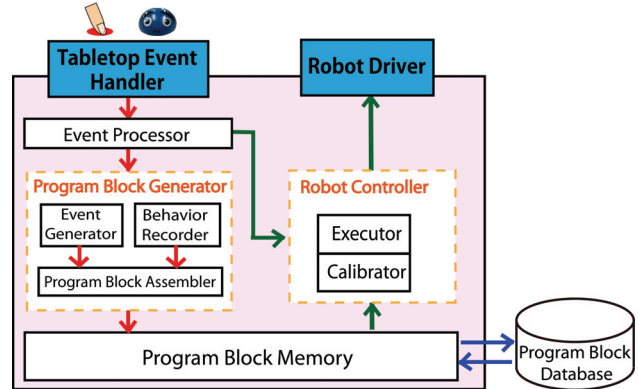 Tabletop Event
Handler
Robot Driver
Event Processor
Program Block Generator
Event
Generator
Behavior
Recorder
Program Block Assembler
Robot Controller
Executor
Calibrator
Program Block Memory
Program Block
Database